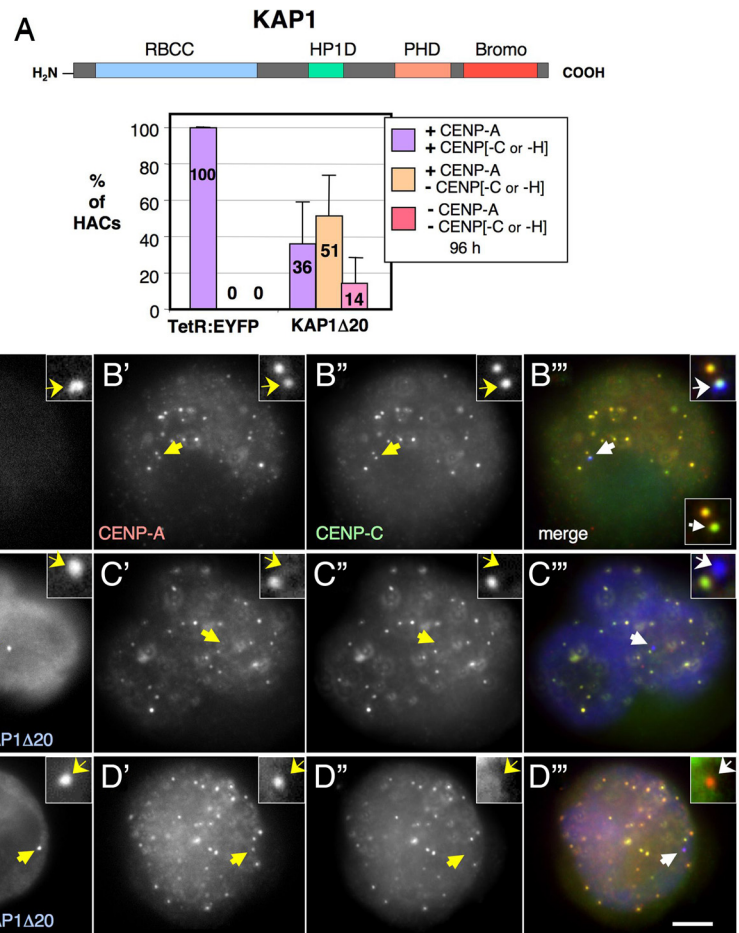 A
KAP1
RBCC HP1D PHD Bromo
H2N COOH
100
80
60
40
20
0
%
of
HACs
100
0 0
36
51
14
TetR:EYFP KAP1Δ20
+ CENP-A
+ CENP[-C or -H]
+ CENP-A
- CENP[-C or -H]
- CENP-A
- CENP[-C or -H]
96 h
B' B" B'"
CENP-A CENP-C merge
C' C" C'"
AP1Δ20
D' D" D'"
AP1Δ20